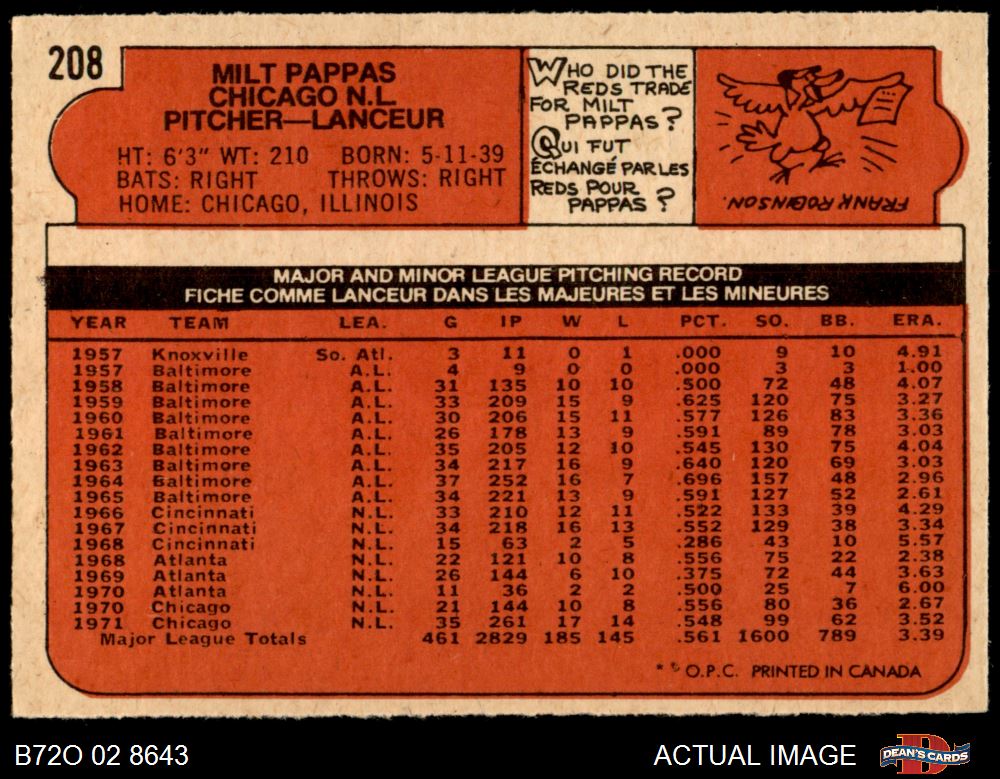 208
MILT PAPPAS
CHICAGO N.L.
PITCHER—LANCEUR
HT: 6'3" WT: 210 BORN: 5-11-39
BATS: RIGHT THROWS: RIGHT
HOME: CHICAGO, ILLINOIS
WHO DID THE
REDS TRADE
FOR MILT
PAPPAS?
QUI FUT
ÉCHANGÉ PAR LES
REDS POUR
PAPPAS?
FRANK ROBINSON.
MAJOR AND MINOR LEAGUE PITCHING RECORD
FICHE COMME LANCEUR DANS LES MAJEURES ET LES MINEURES
YEAR TEAM LEA. G IP W L PCT. SO. BB. ERA.
1957 Knoxville So. Atl. 3 11 0 1 .000 9 10 4.91
1957 Baltimore A.L. 4 9 0 0 .000 3 3 1.00
1958 Baltimore A.L. 31 135 10 10 .500 72 48 4.07
1959 Baltimore A.L. 33 209 15 9 .625 120 75 3.27
1960 Baltimore A.L. 30 206 15 11 .577 126 83 3.36
1961 Baltimore A.L. 26 178 13 9 .591 89 78 3.03
1962 Baltimore A.L. 35 205 12 10 .545 130 75 4.04
1963 Baltimore A.L. 34 217 16 9 .640 120 69 3.03
1964 Baltimore A.L. 37 252 16 7 .696 157 48 2.96
1965 Baltimore A.L. 34 221 13 9 .591 127 52 2.61
1966 Cincinnati N.L. 33 210 12 11 .522 133 39 4.29
1967 Cincinnati N.L. 34 218 16 13 .552 129 38 3.34
1968 Cincinnati N.L. 15 63 2 5 .286 43 10 5.57
1968 Atlanta N.L. 22 121 10 8 .556 75 22 2.38
1969 Atlanta N.L. 26 144 6 10 .375 72 44 3.63
1970 Atlanta N.L. 11 36 2 2 .500 25 7 6.00
1970 Chicago N.L. 21 144 10 8 .556 80 36 2.67
1971 Chicago N.L. 35 261 17 14 .548 99 62 3.52
Major League Totals 461 2829 185 145 .561 1600 789 3.39
* * O.P.C. PRINTED IN CANADA
B72O 02 8643 ACTUAL IMAGE DEAN'S CARDS